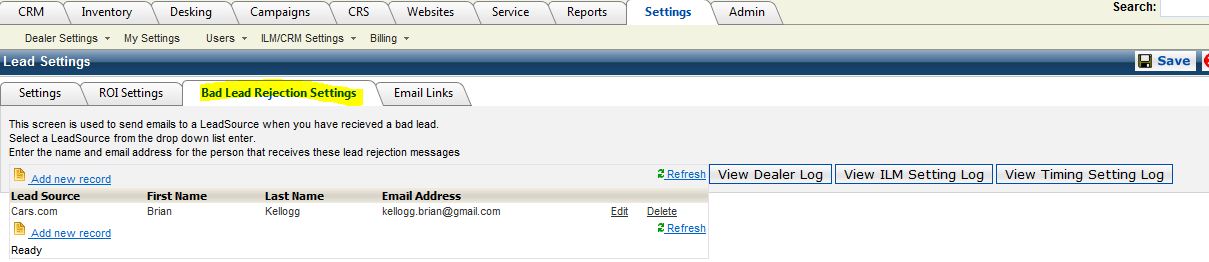 CRM Inventory Desking Campaigns CRS Websites Service Reports Settings Admin Search:
Dealer Settings My Settings Users ILM/CRM Settings Billing
Lead Settings Save
Settings ROI Settings Bad Lead Rejection Settings Email Links
This screen is used to send emails to a LeadSource when you have recieved a bad lead.
Select a LeadSource from the drop down list enter.
Enter the name and email address for the person that receives these lead rejection messages
Add new record Refresh View Dealer Log View ILM Setting Log View Timing Setting Log
Lead Source First Name Last Name Email Address
Cars.com Brian Kellogg kellogg.brian@gmail.com Edit Delete
Add new record Refresh
Ready